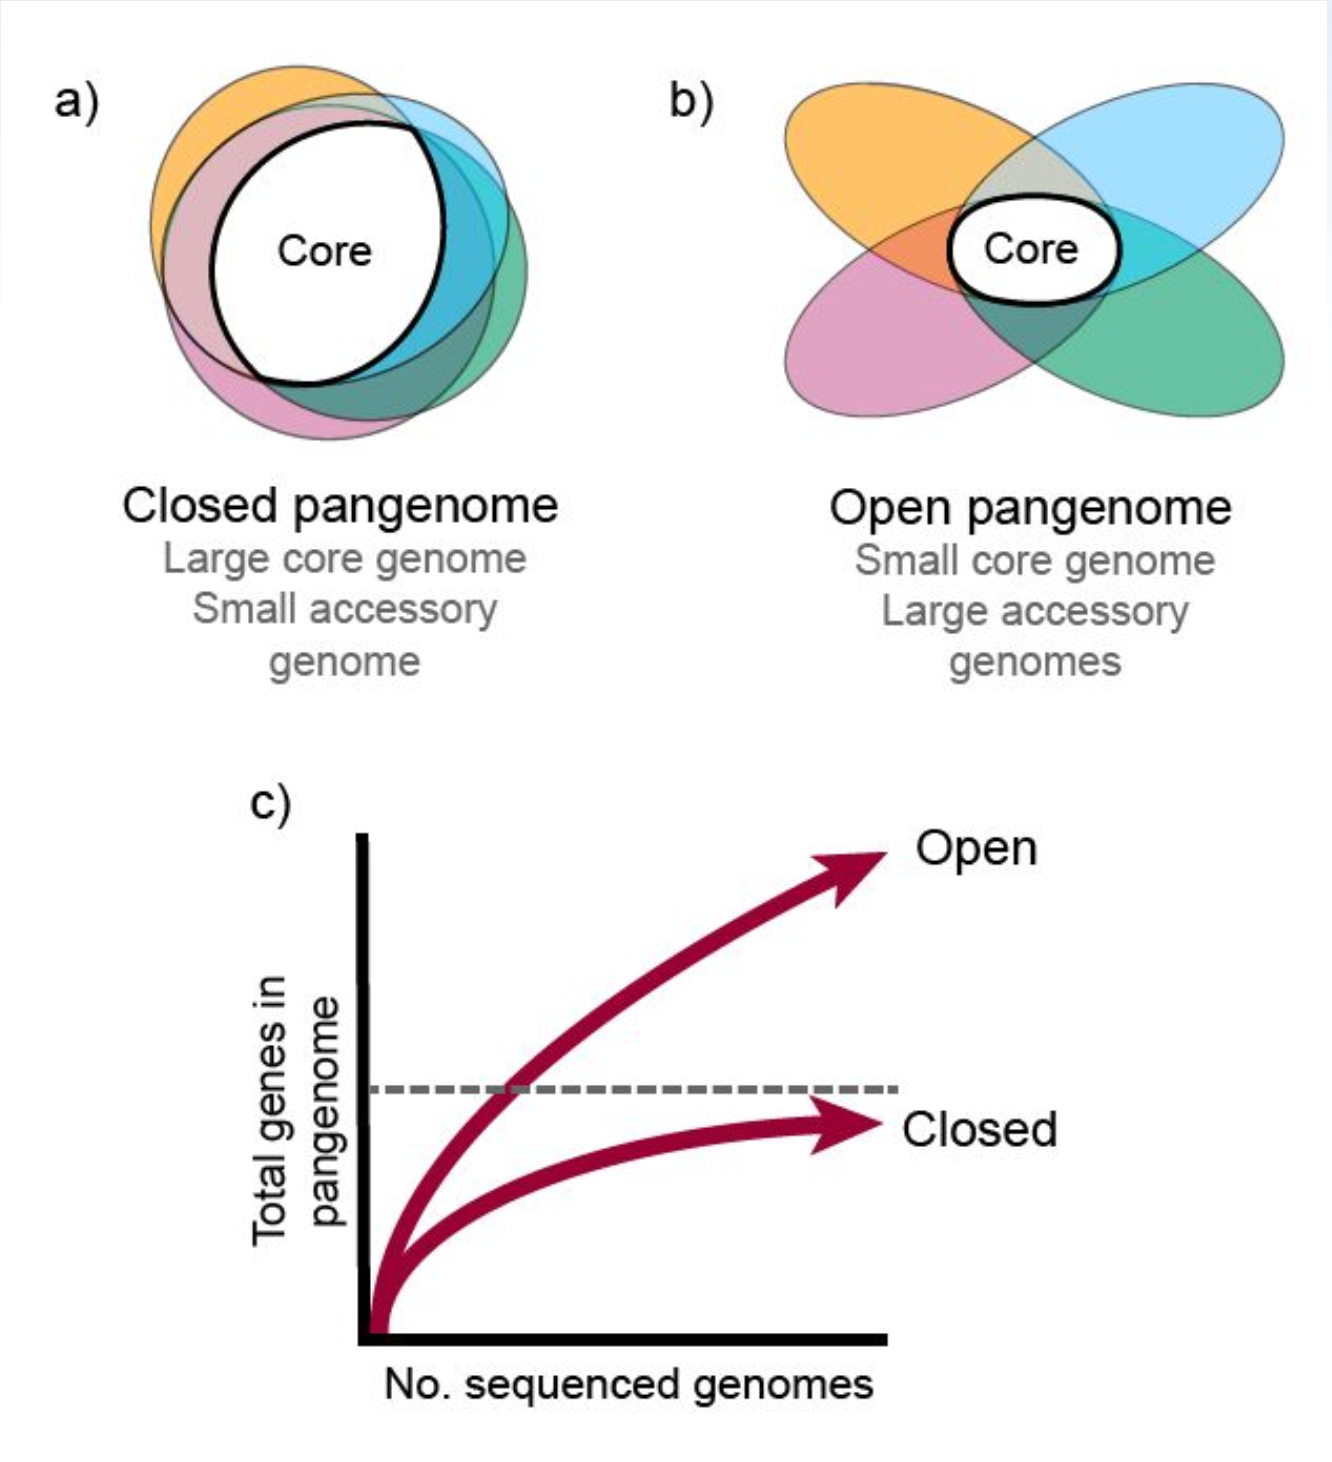 a)
Core
Closed pangenome
Large core genome
Small accessory
genome
b)
Core
Open pangenome
Small core genome
Large accessory
genomes
c)
Total genes in
pangenome
Open
Closed
No. sequenced genomes